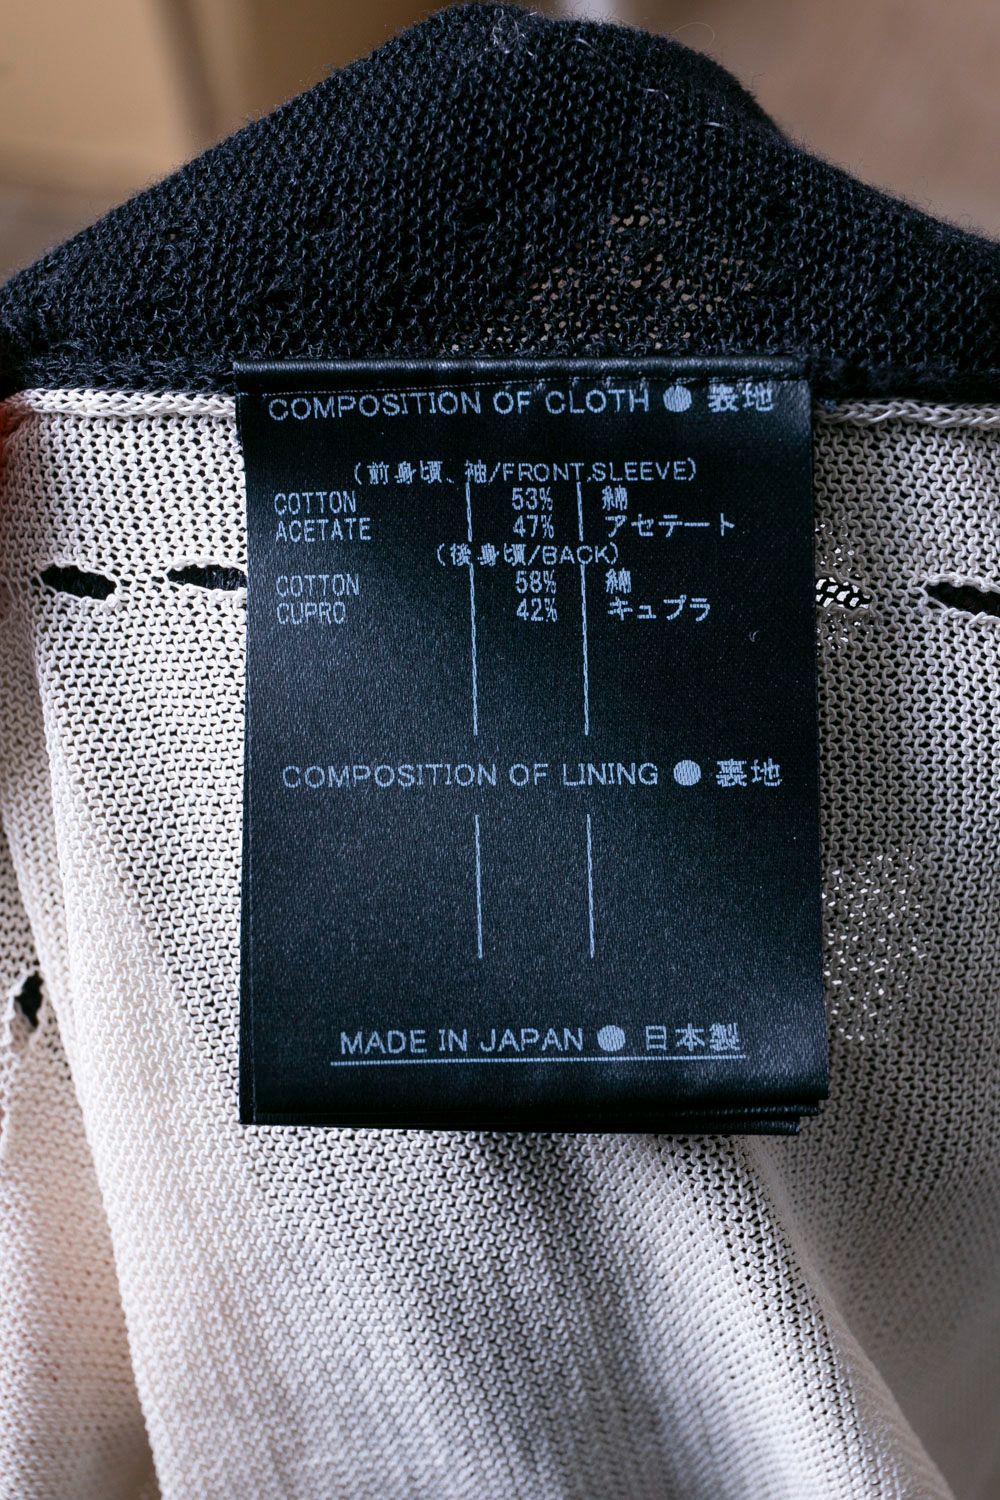 COMPOSITION OF CLOTH ● 表地
(前身頃、袖/FRONT,SLEEVE)
COTTON 53% 綿
ACETATE 47% アセテート
(後身頃/BACK)
COTTON 58% 綿
CUPRO 42% キュプラ
COMPOSITION OF LINING ● 裏地
MADE IN JAPAN ● 日本製